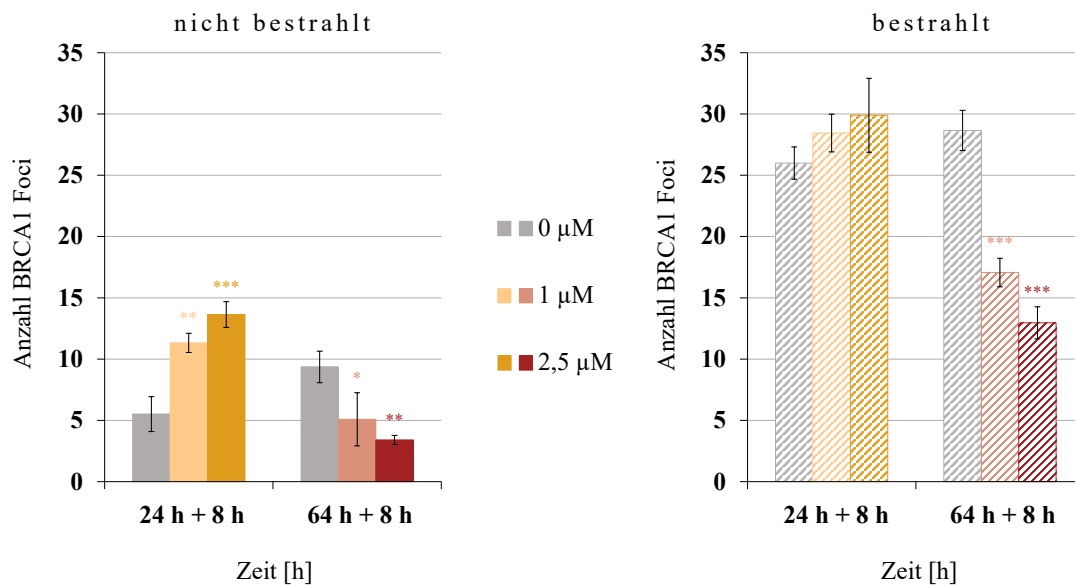 nicht bestrahlt
35
30
25
20
15
10
5
0
Anzahl BRCA1 Foci
**
***
*
**
24 h + 8 h
64 h + 8 h
Zeit [h]
0 µM
1 µM
2,5 µM
bestrahlt
35
30
25
20
15
10
5
0
Anzahl BRCA1 Foci
***
***
24 h + 8 h
64 h + 8 h
Zeit [h]